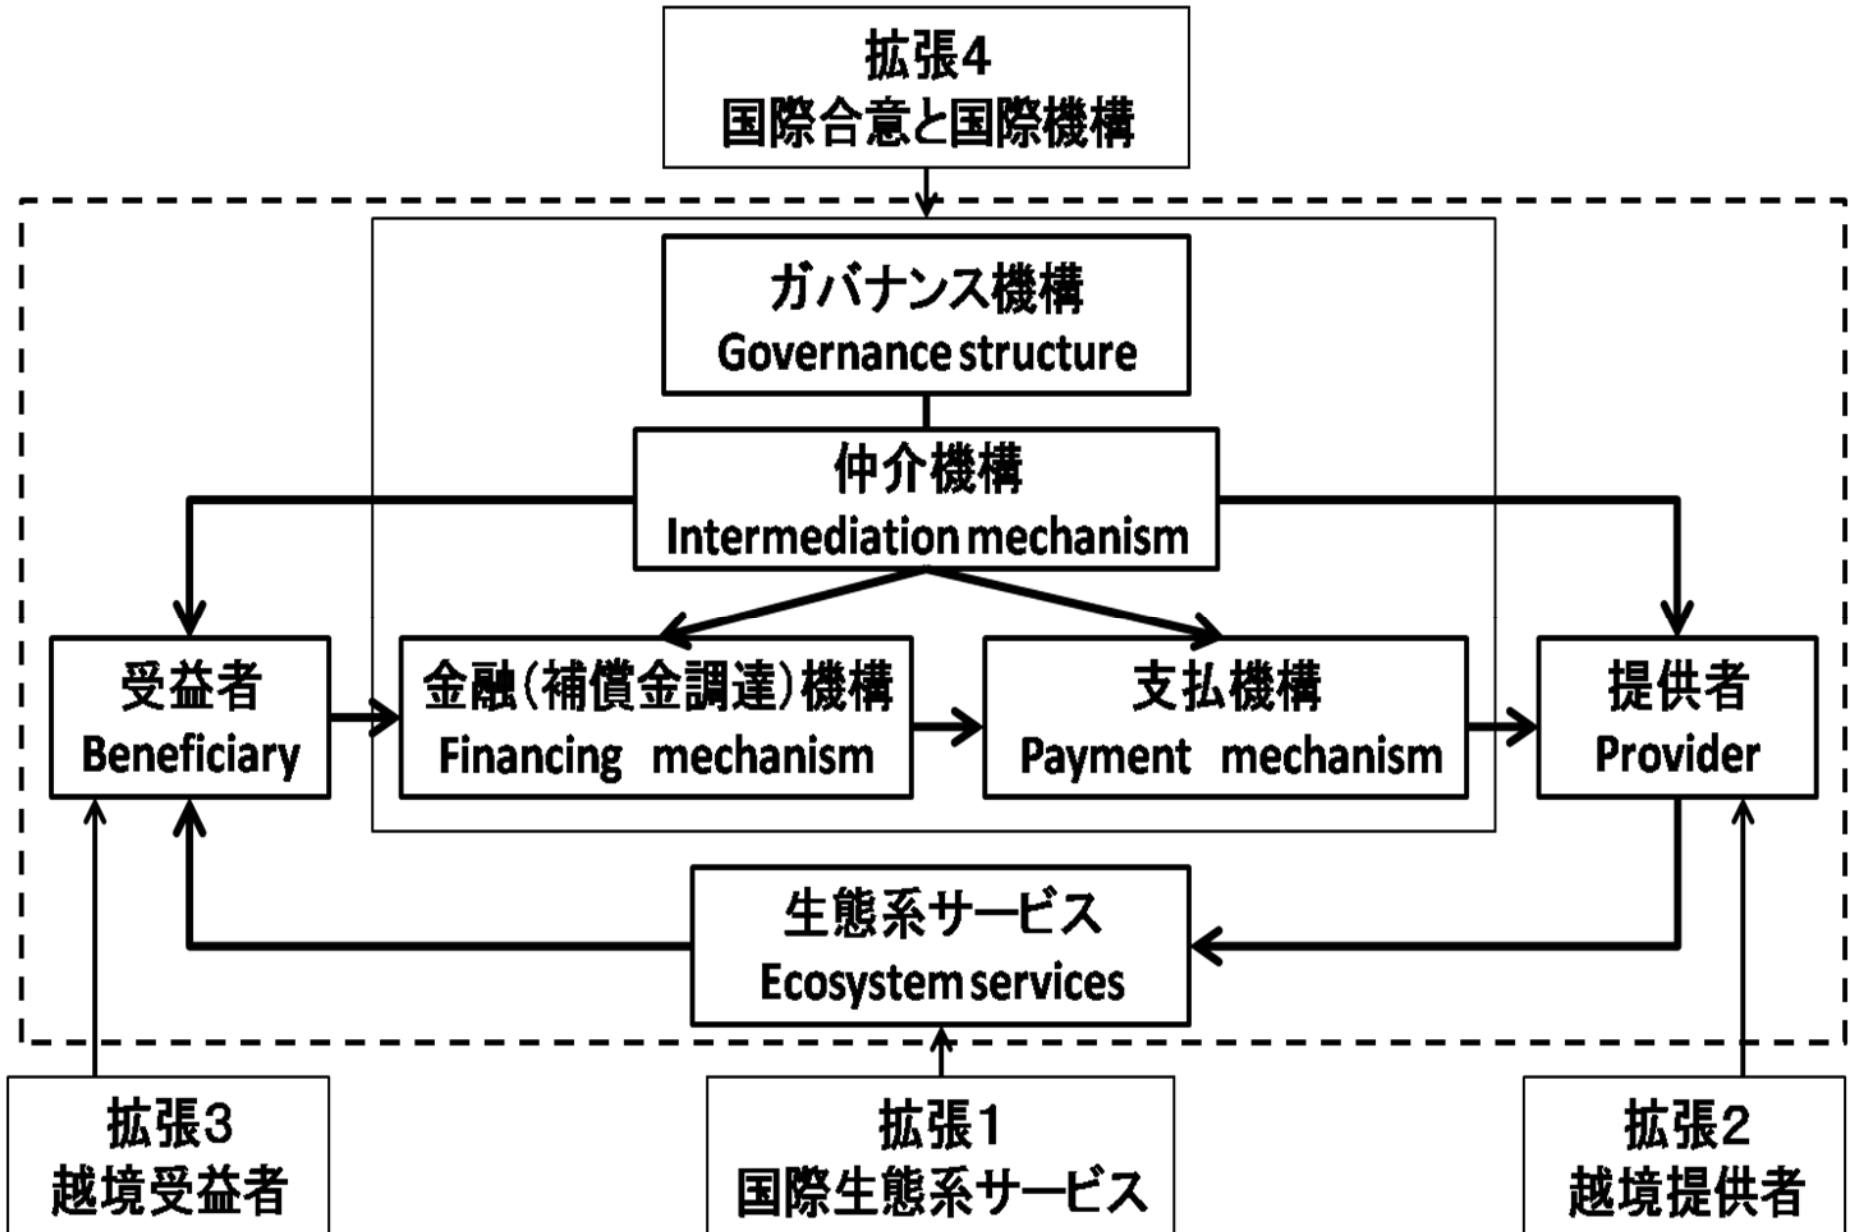 拡張4
国際合意と国際機構
ガバナンス機構
Governance structure
仲介機構
Intermediation mechanism
受益者
Beneficiary
金融(補償金調達)機構
Financing mechanism
支払機構
Payment mechanism
提供者
Provider
生態系サービス
Ecosystem services
拡張3
越境受益者
拡張1
国際生態系サービス
拡張2
越境提供者